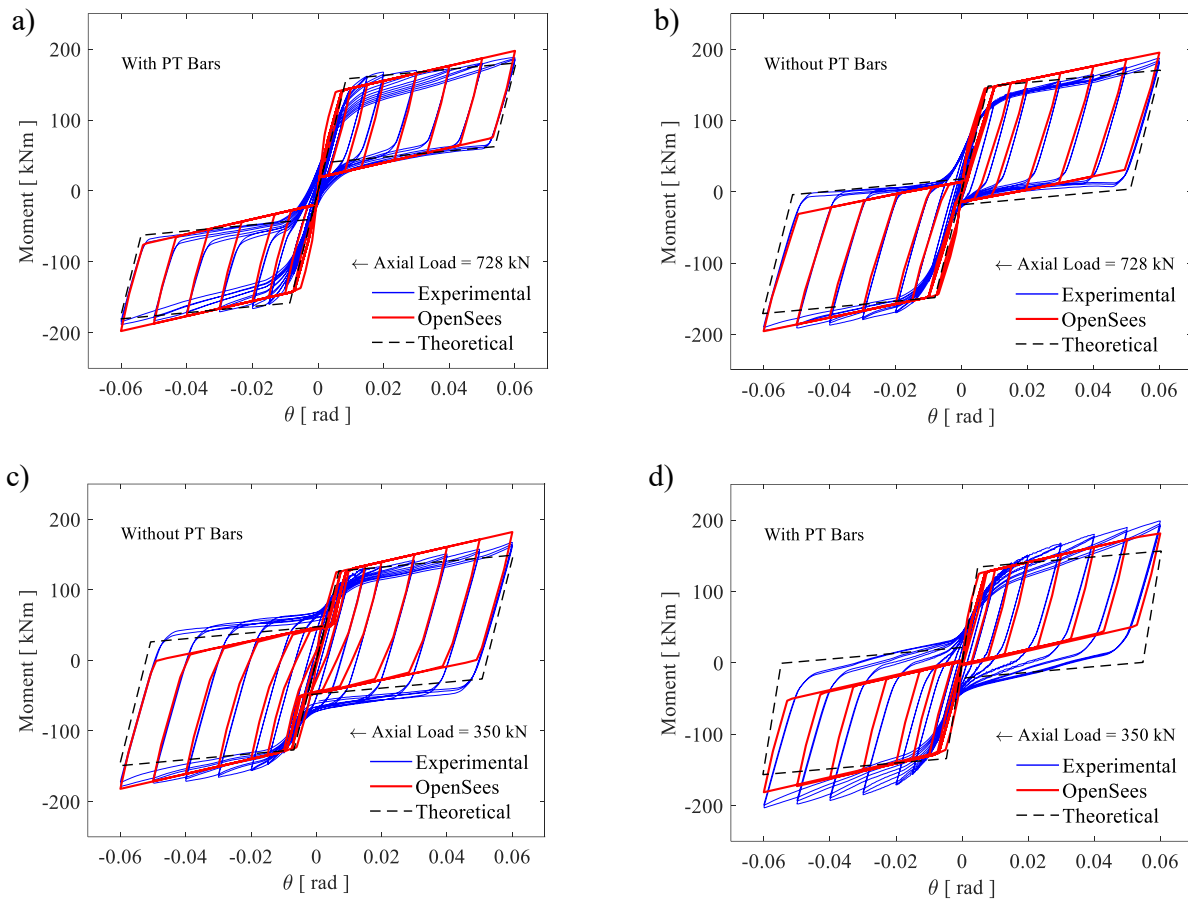 a)
200
100
0
-100
-200
Moment [ kNm ]
With PT Bars
← Axial Load = 728 kN
Experimental
OpenSees
Theoretical
-0.06 -0.04 -0.02 0 0.02 0.04 0.06
θ [ rad ]
b)
200
100
0
-100
-200
Moment [ kNm ]
Without PT Bars
← Axial Load = 728 kN
Experimental
OpenSees
Theoretical
-0.06 -0.04 -0.02 0 0.02 0.04 0.06
θ [ rad ]
c)
200
100
0
-100
-200
Moment [ kNm ]
Without PT Bars
← Axial Load = 350 kN
Experimental
OpenSees
Theoretical
-0.06 -0.04 -0.02 0 0.02 0.04 0.06
θ [ rad ]
d)
200
100
0
-100
-200
Moment [ kNm ]
With PT Bars
← Axial Load = 350 kN
Experimental
OpenSees
Theoretical
-0.06 -0.04 -0.02 0 0.02 0.04 0.06
θ [ rad ]